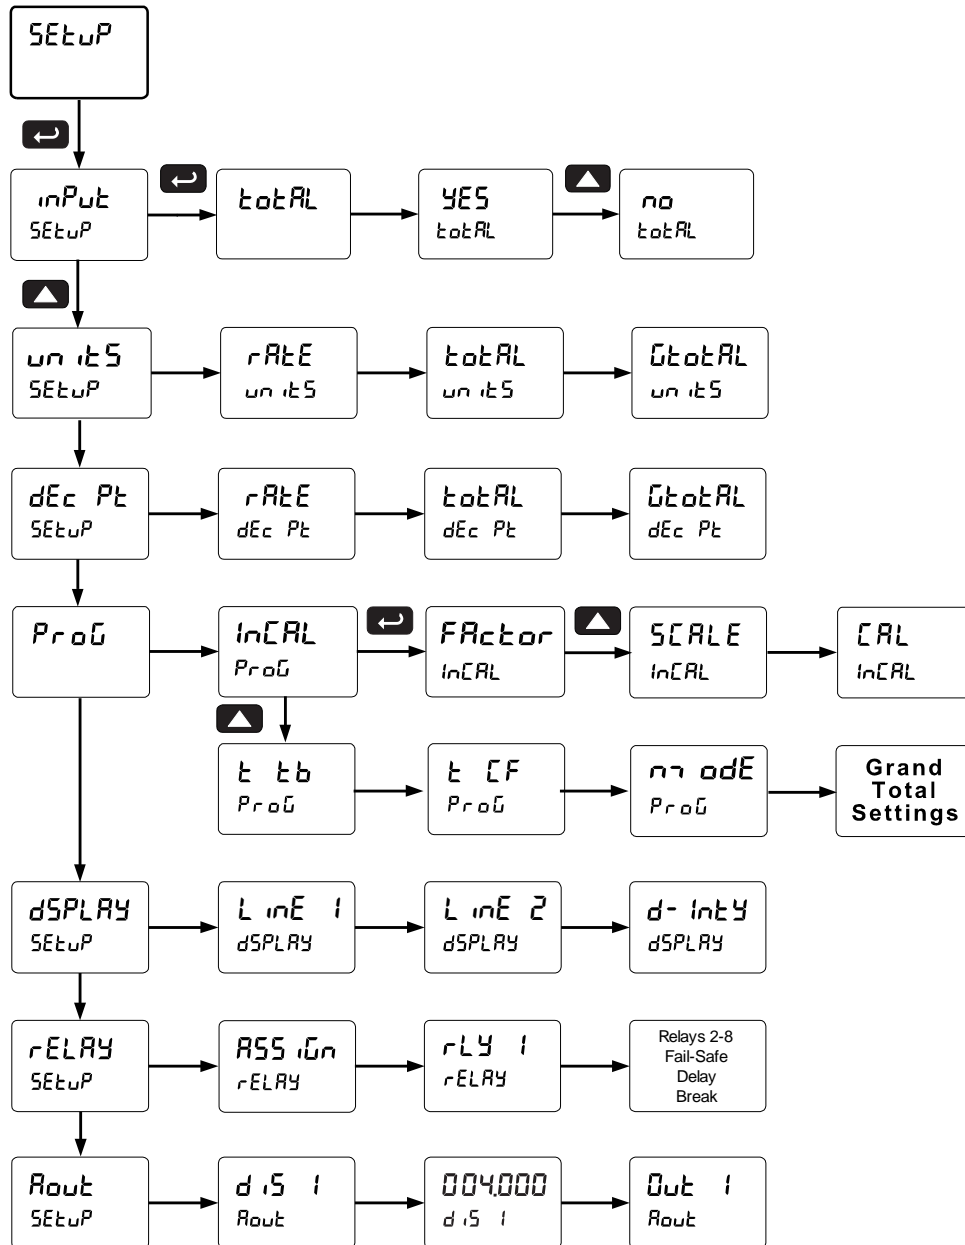 SEtuP
inPut
SEtuP
totAL
YES
totAL
no
totAL
unitS
SEtuP
rAtE
unitS
totAL
unitS
GtotAL
unitS
dEc Pt
SEtuP
rAtE
dEc Pt
totAL
dEc Pt
GtotAL
dEc Pt
ProG
InCAL
ProG
FActor
InCAL
SCALE
InCAL
CAL
InCAL
t tb
ProG
t CF
ProG
modE
ProG
Grand
Total
Settings
dSPLAY
SEtuP
LinE 1
dSPLAY
LinE 2
dSPLAY
d-IntY
dSPLAY
rELAY
SEtuP
ASSiGn
rELAY
rLY 1
rELAY
Relays 2-8
Fail-Safe
Delay
Break
Aout
SEtuP
diS 1
Aout
004.000
diS 1
Out 1
Aout